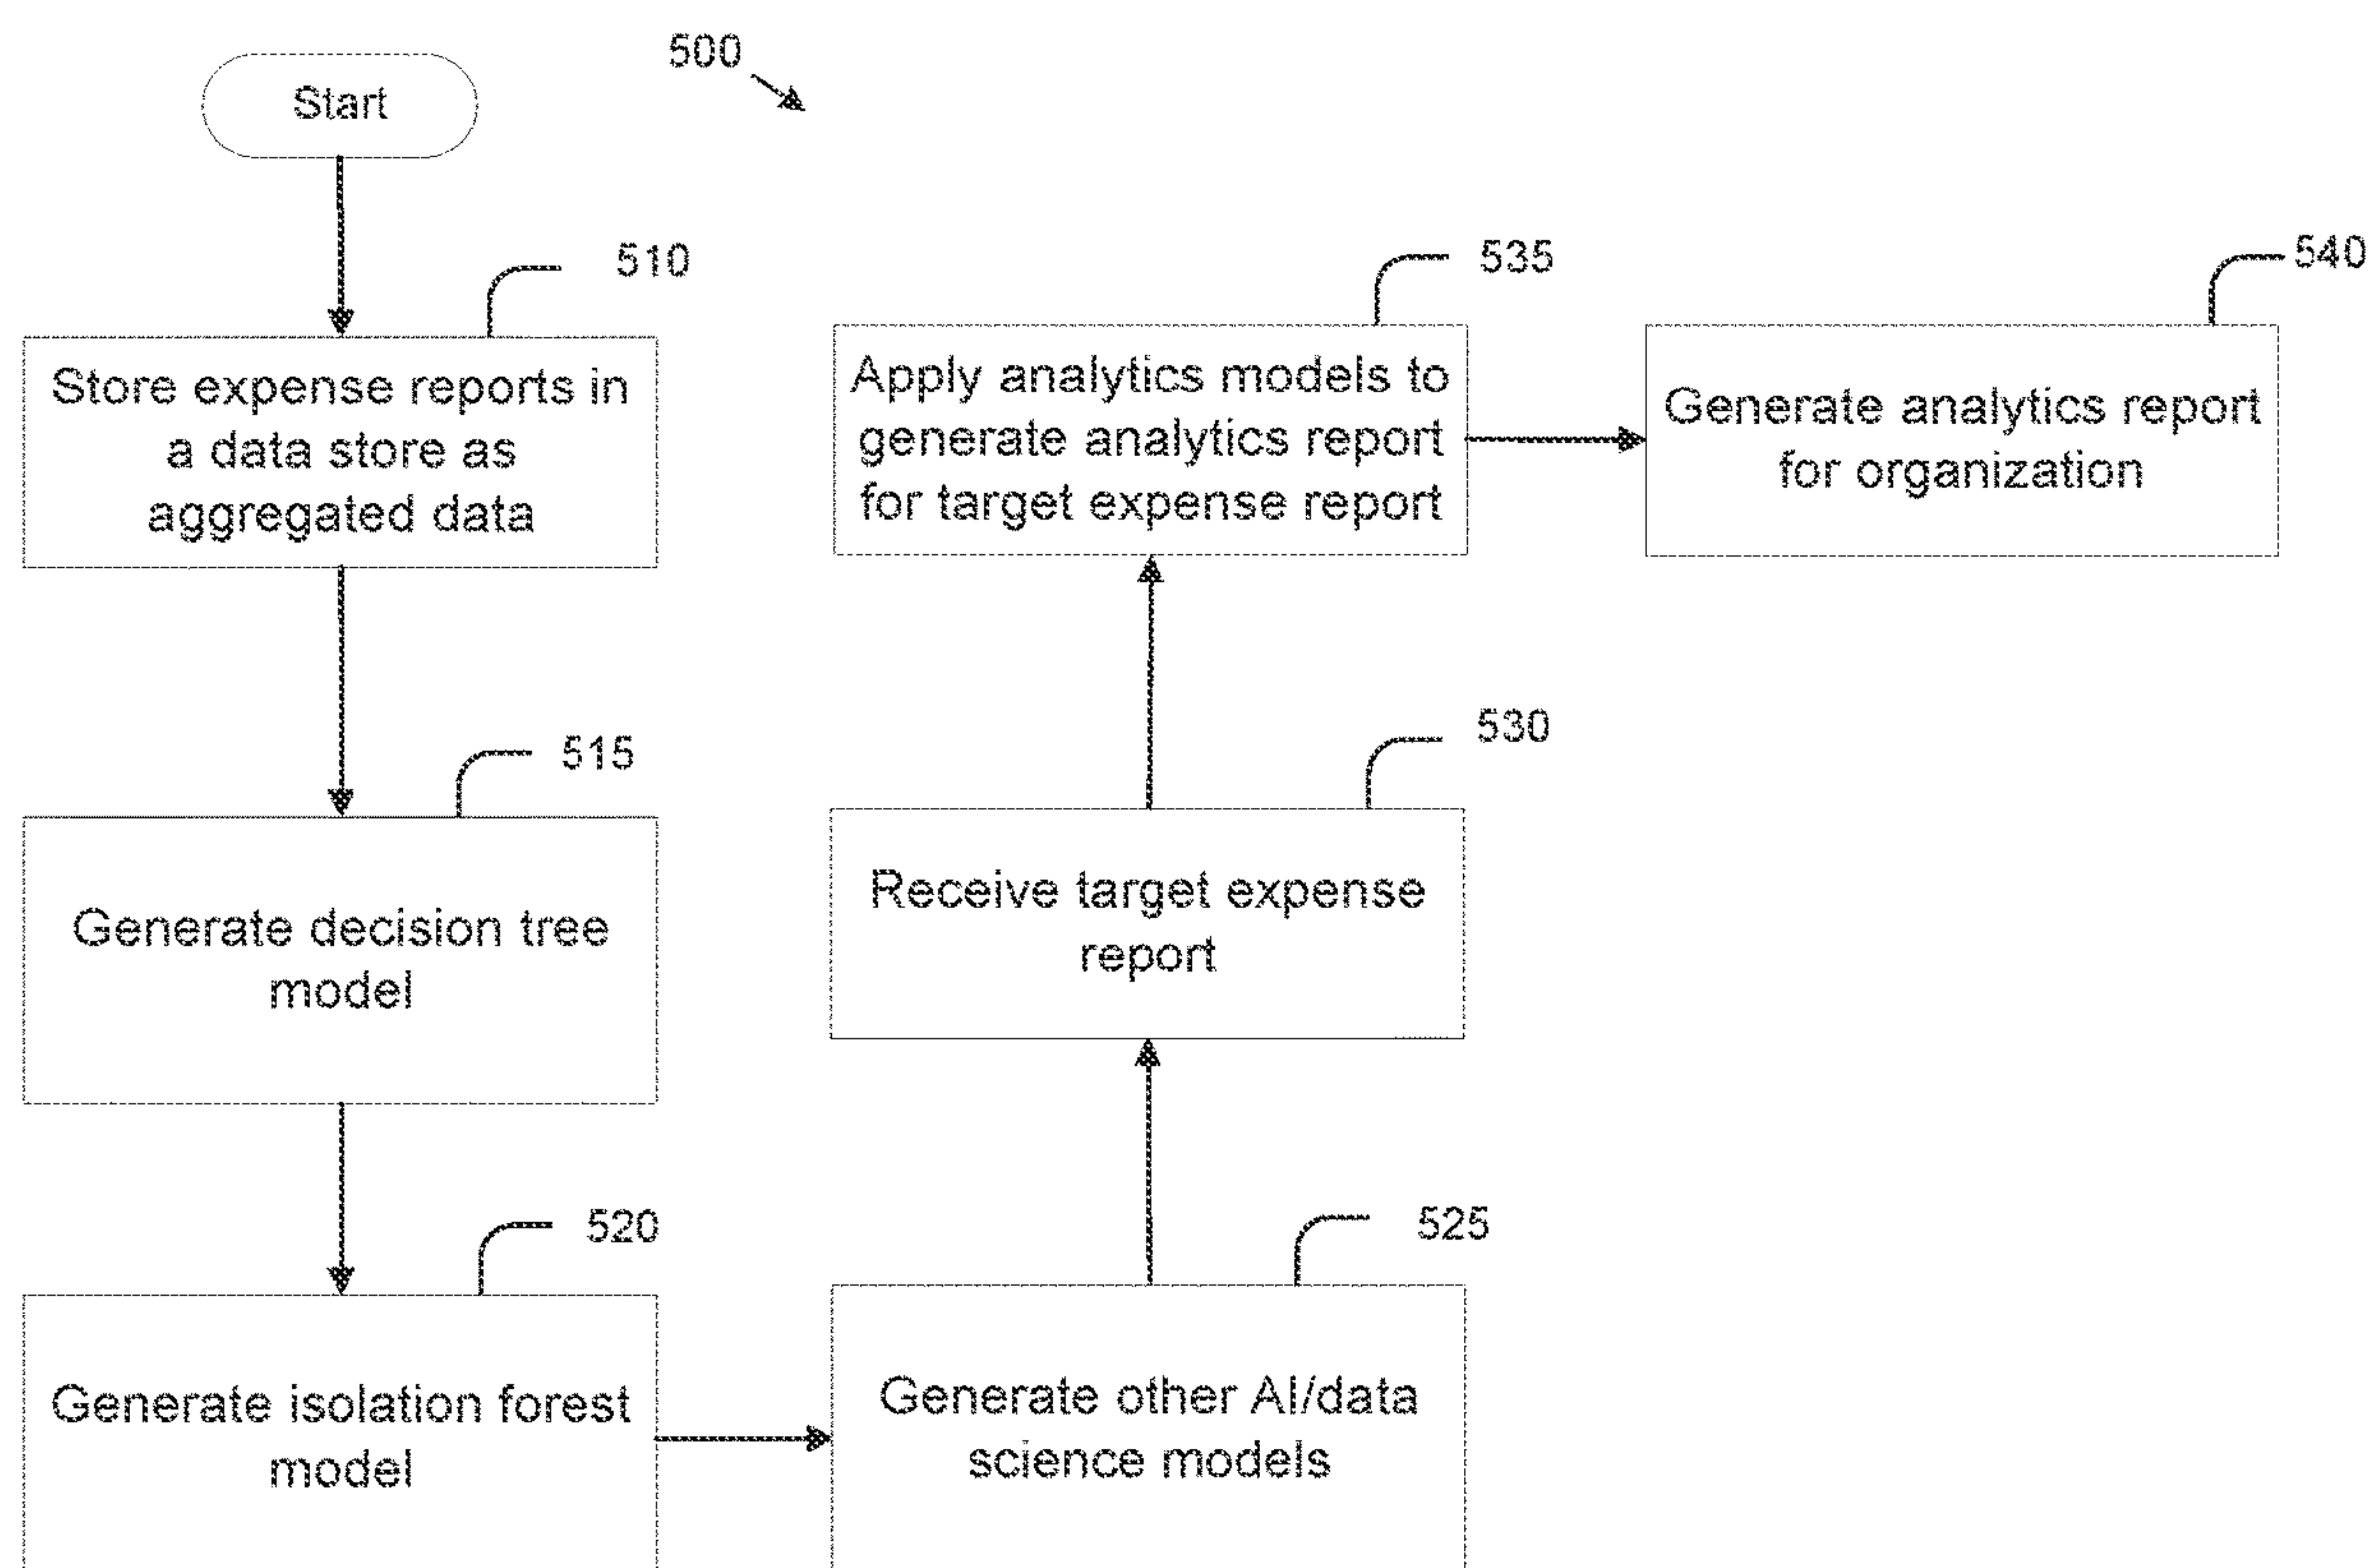 500
Start
510
Store expense reports in
a data store as
aggregated data
515
Generate decision tree
model
520
Generate isolation forest
model
525
Generate other AI/data
science models
530
Receive target expense
report
535
Apply analytics models to
generate analytics report
for target expense report
540
Generate analytics report
for organization